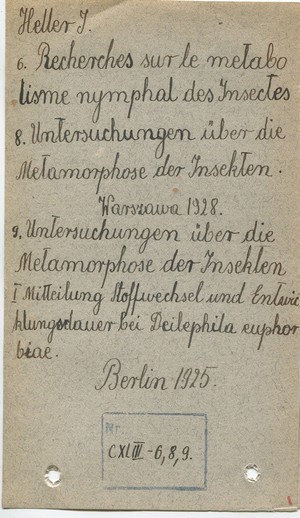 Heller J.
6. Recherches sur le metabo
lisme nymphal des Insectes
8. Untersuchungen über die
Metamorphose der Insekten.
Warszawa 1928.
9. Untersuchungen über die
Metamorphose der Insekten
I Mitteilung Stoffwechsel und Entwic
klungsdauer bei Deilephila euphor
biae.
Berlin 1925.
Nr.
CXLIII-6,8,9.